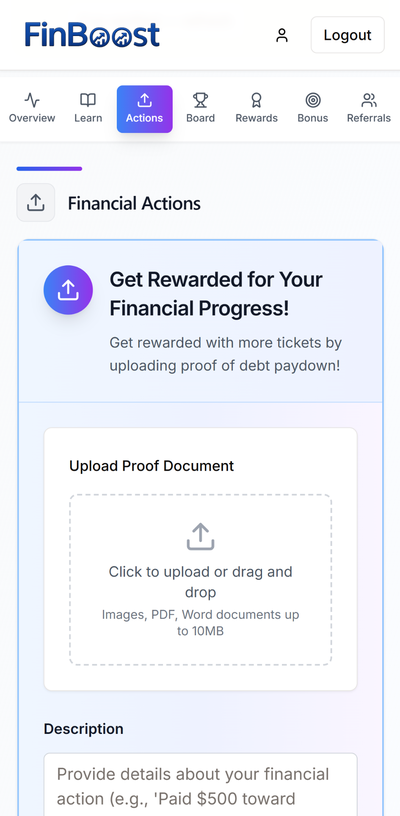 FinBoost
Logout
Overview
Learn
Actions
Board
Rewards
Bonus
Referrals
Financial Actions
Get Rewarded for Your
Financial Progress!
Get rewarded with more tickets by
uploading proof of debt paydown!
Upload Proof Document
Click to upload or drag and
drop
Images, PDF, Word documents up
to 10MB
Description
Provide details about your financial
action (e.g., 'Paid $500 toward